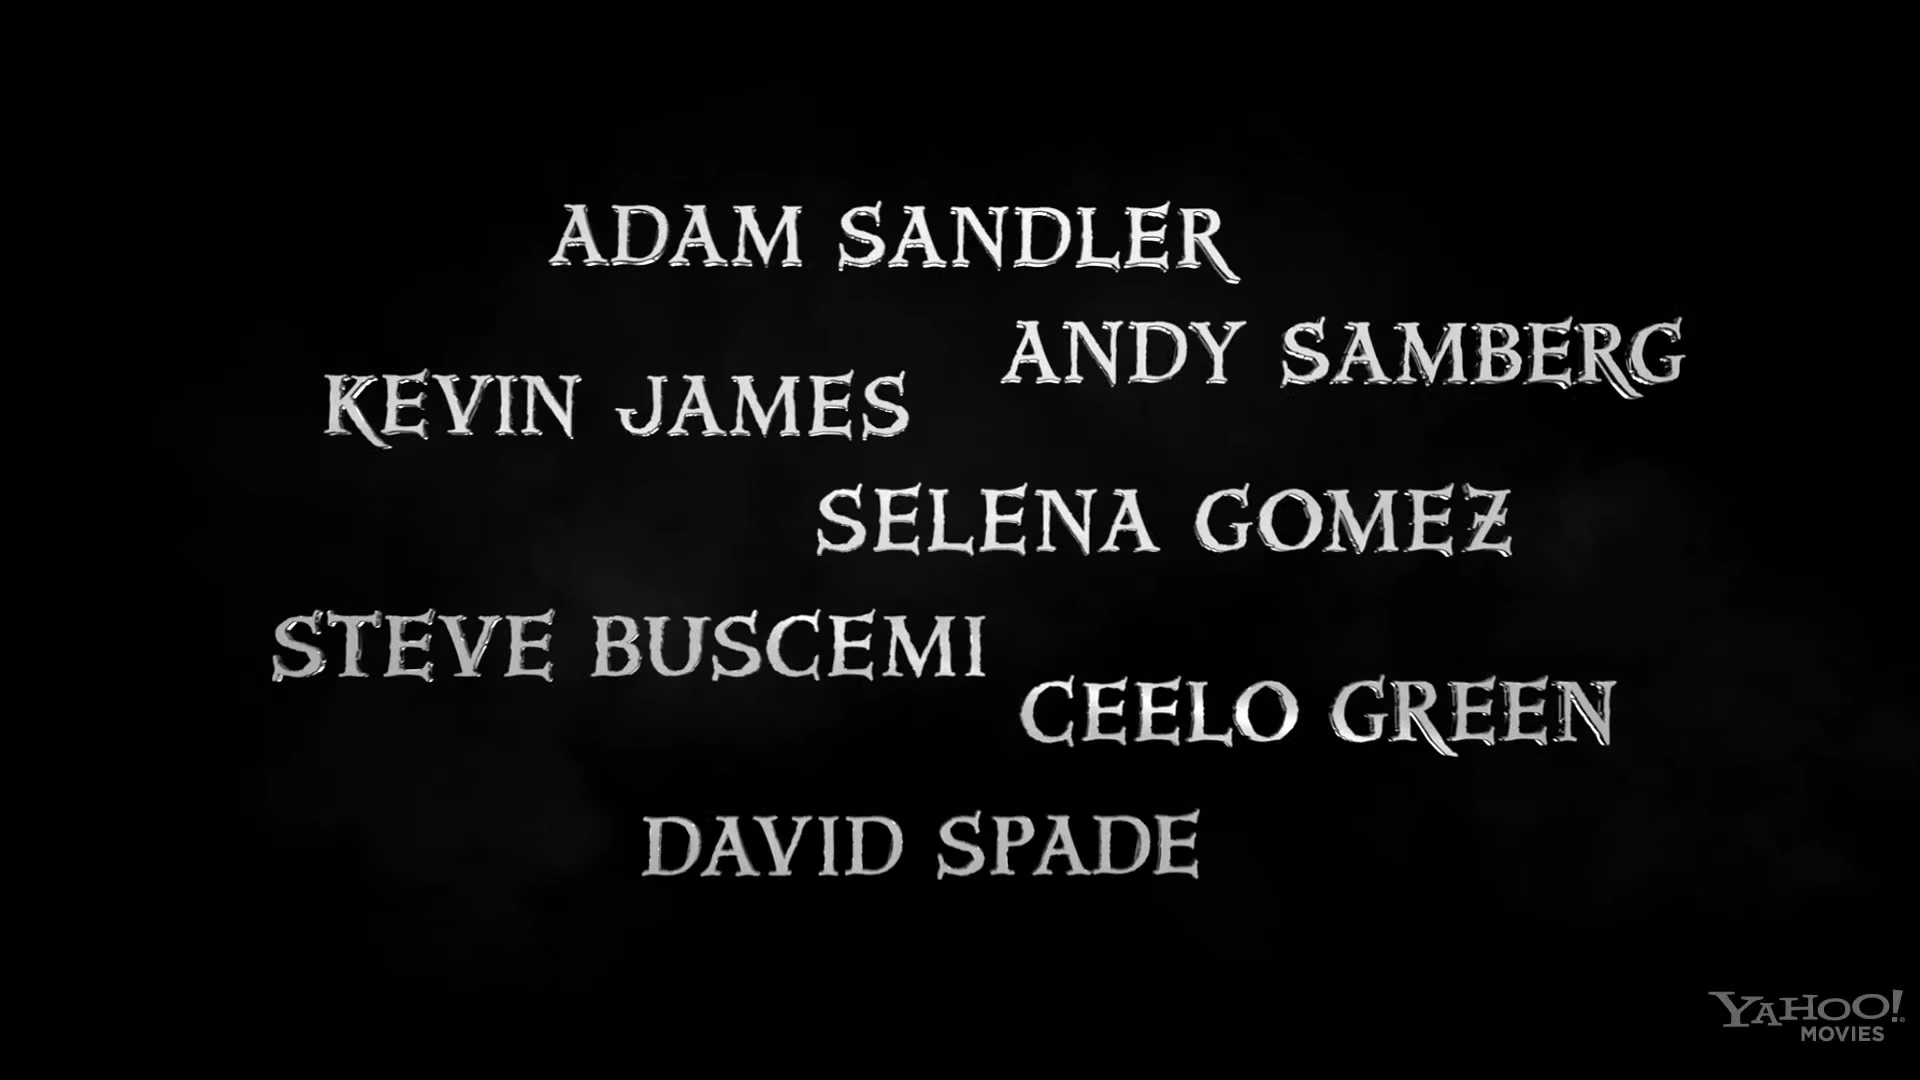 ADAM SANDLER
ANDY SAMBERG
KEVIN JAMES
SELENA GOMEZ
STEVE BUSCEMI
CEELO GREEN
DAVID SPADE
YAHOO!
MOVIES